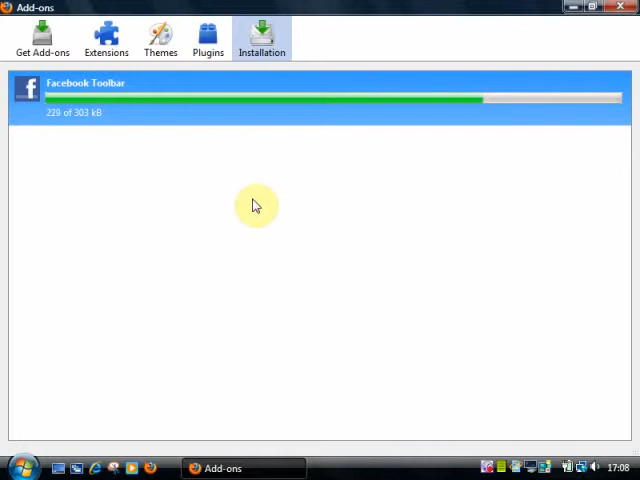 Add-ons
Get Add-ons Extensions Themes Plugins Installation
Facebook Toolbar
229 of 303 kB
Add-ons 17:08